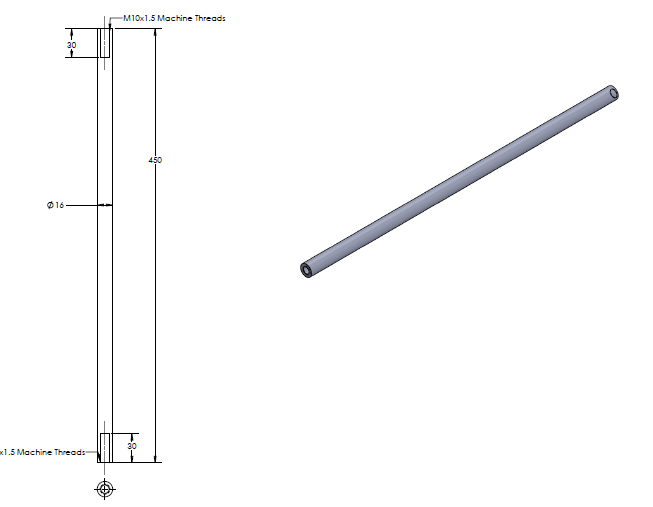 M10x1.5 Machine Threads
30
450
Ø16
x1.5 Machine Threads
30